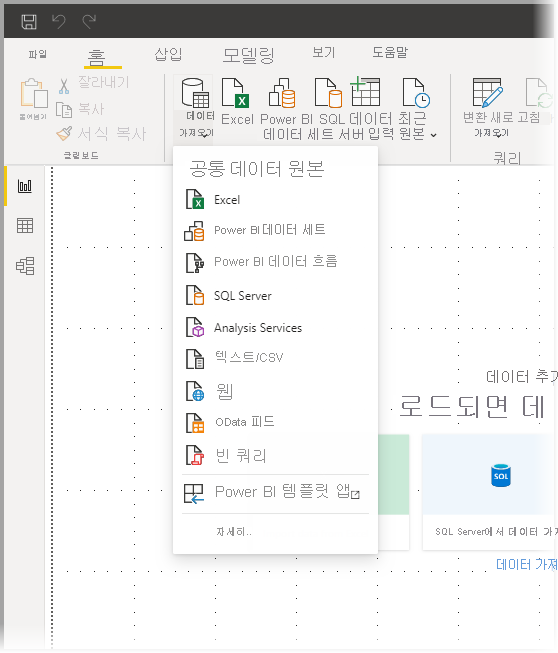 파일 홈 삽입 모델링 보기 도움말
잘라내기
복사
붙여넣기
서식 복사
클립보드
데이터
가져오기
Excel
Power BI
데이터 세트
SQL
서버
데이터
입력
최근
원본
변환
새로 고침
쿼리
공통 데이터 원본
Excel
Power BI데이터 세트
Power BI 데이터 흐름
SQL Server
Analysis Services
텍스트/CSV
웹
OData 피드
빈 쿼리
Power BI 템플릿 앱
자세히..
데이터 추가
로드되면 데
SQL
SQL Server에서 데이터 가져
데이터 가져